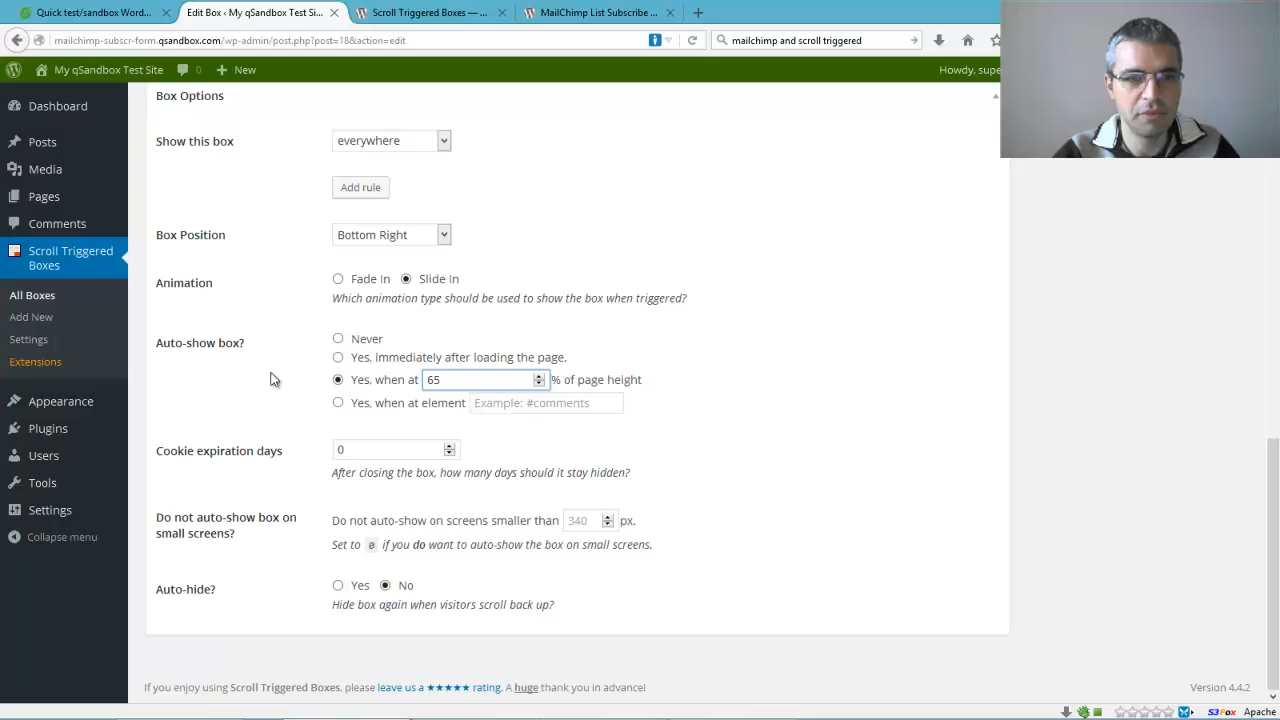 Quick test/sandbox Word... ×
Edit Box ‹ My qSandbox Test Si... ×
Scroll Triggered Boxes — ... ×
MailChimp List Subscribe ... ×
mailchimp-subscr-form.qsandbox.com/wp-admin/post.php?post=18&action=edit
mailchimp and scroll triggered
My qSandbox Test Site
0
New
Howdy, supe
Dashboard
Posts
Media
Pages
Comments
Scroll Triggered
Boxes
All Boxes
Add New
Settings
Extensions
Appearance
Plugins
Users
Tools
Settings
Collapse menu
Box Options
Show this box
everywhere
Add rule
Box Position
Bottom Right
Animation
Fade In
Slide In
Which animation type should be used to show the box when triggered?
Auto-show box?
Never
Yes, immediately after loading the page.
Yes, when at 65 % of page height
Yes, when at element Example: #comments
Cookie expiration days
0
After closing the box, how many days should it stay hidden?
Do not auto-show box on
small screens?
Do not auto-show on screens smaller than 340 px.
Set to 0 if you do want to auto-show the box on small screens.
Auto-hide?
Yes
No
Hide box again when visitors scroll back up?
If you enjoy using Scroll Triggered Boxes, please leave us a ★★★★★ rating. A huge thank you in advance!
Version 4.4.2
S3Fox
Apache